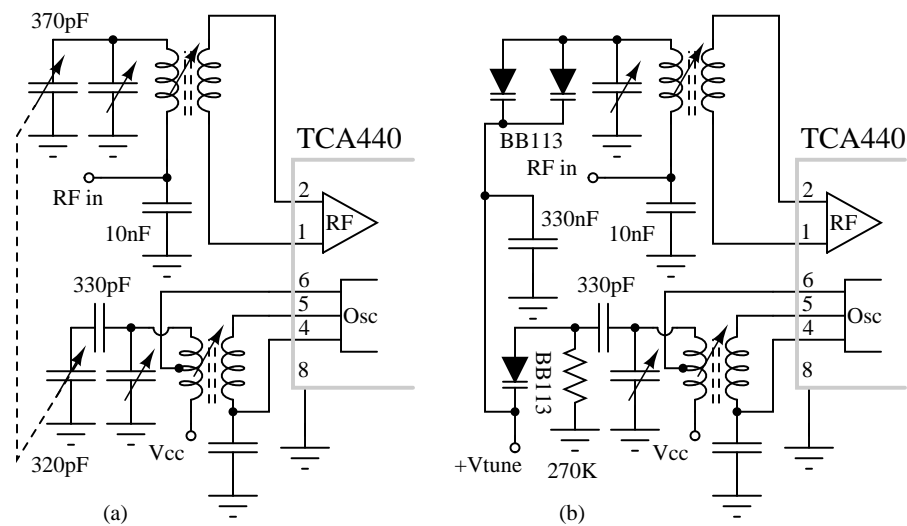 370pF
TCA440
RF in
10nF
2
1
RF
330pF
6
5
4
Osc
8
320pF
Vcc
(a)
BB113
TCA440
RF in
330nF
10nF
2
1
RF
330pF
6
5
4
Osc
8
BB113
+Vtune
270K
Vcc
(b)